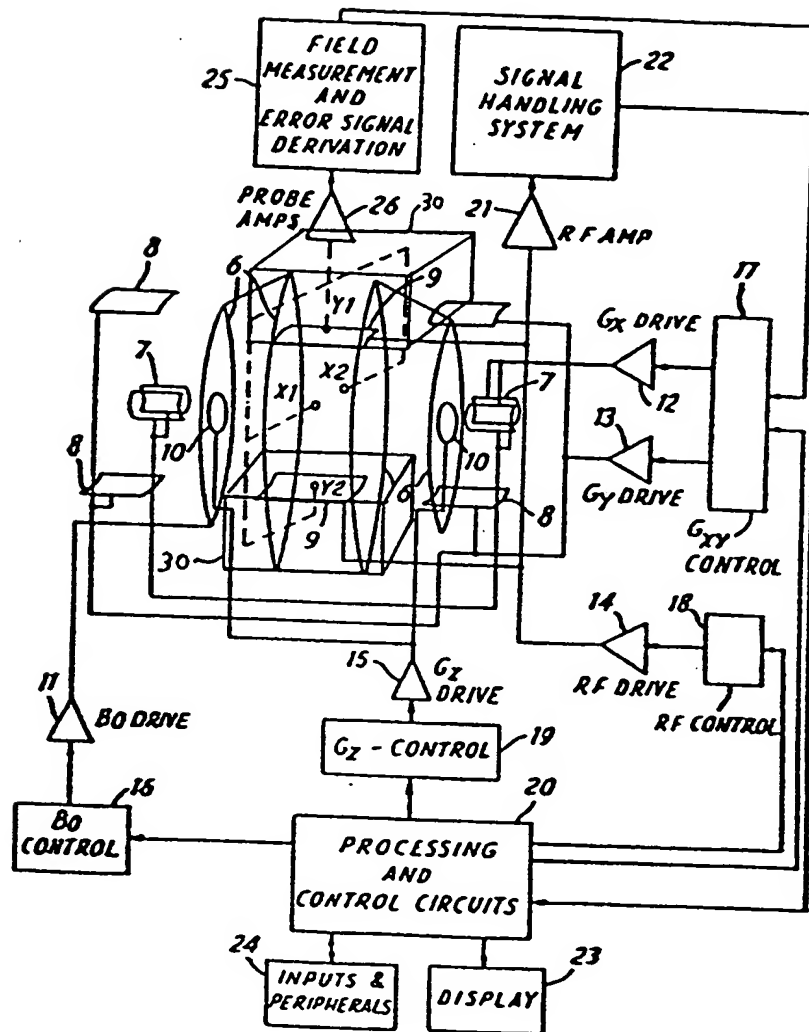 FIELD
MEASUREMENT
AND
ERROR SIGNAL
DERIVATION
25
SIGNAL
HANDLING
SYSTEM
22
PROBE
AMPS
26
30
21
RF AMP
8
6
9
Y1
17
7
X2
X1
GX DRIVE
12
7
10
10
13
GY DRIVE
GXY
CONTROL
8
Y2
9
6
8
30
14
18
RF DRIVE
RF CONTROL
15
GZ
DRIVE
11
BO DRIVE
GZ - CONTROL
19
16
BO
CONTROL
20
PROCESSING
AND
CONTROL CIRCUITS
24
INPUTS &
PERIPHERALS
DISPLAY
23